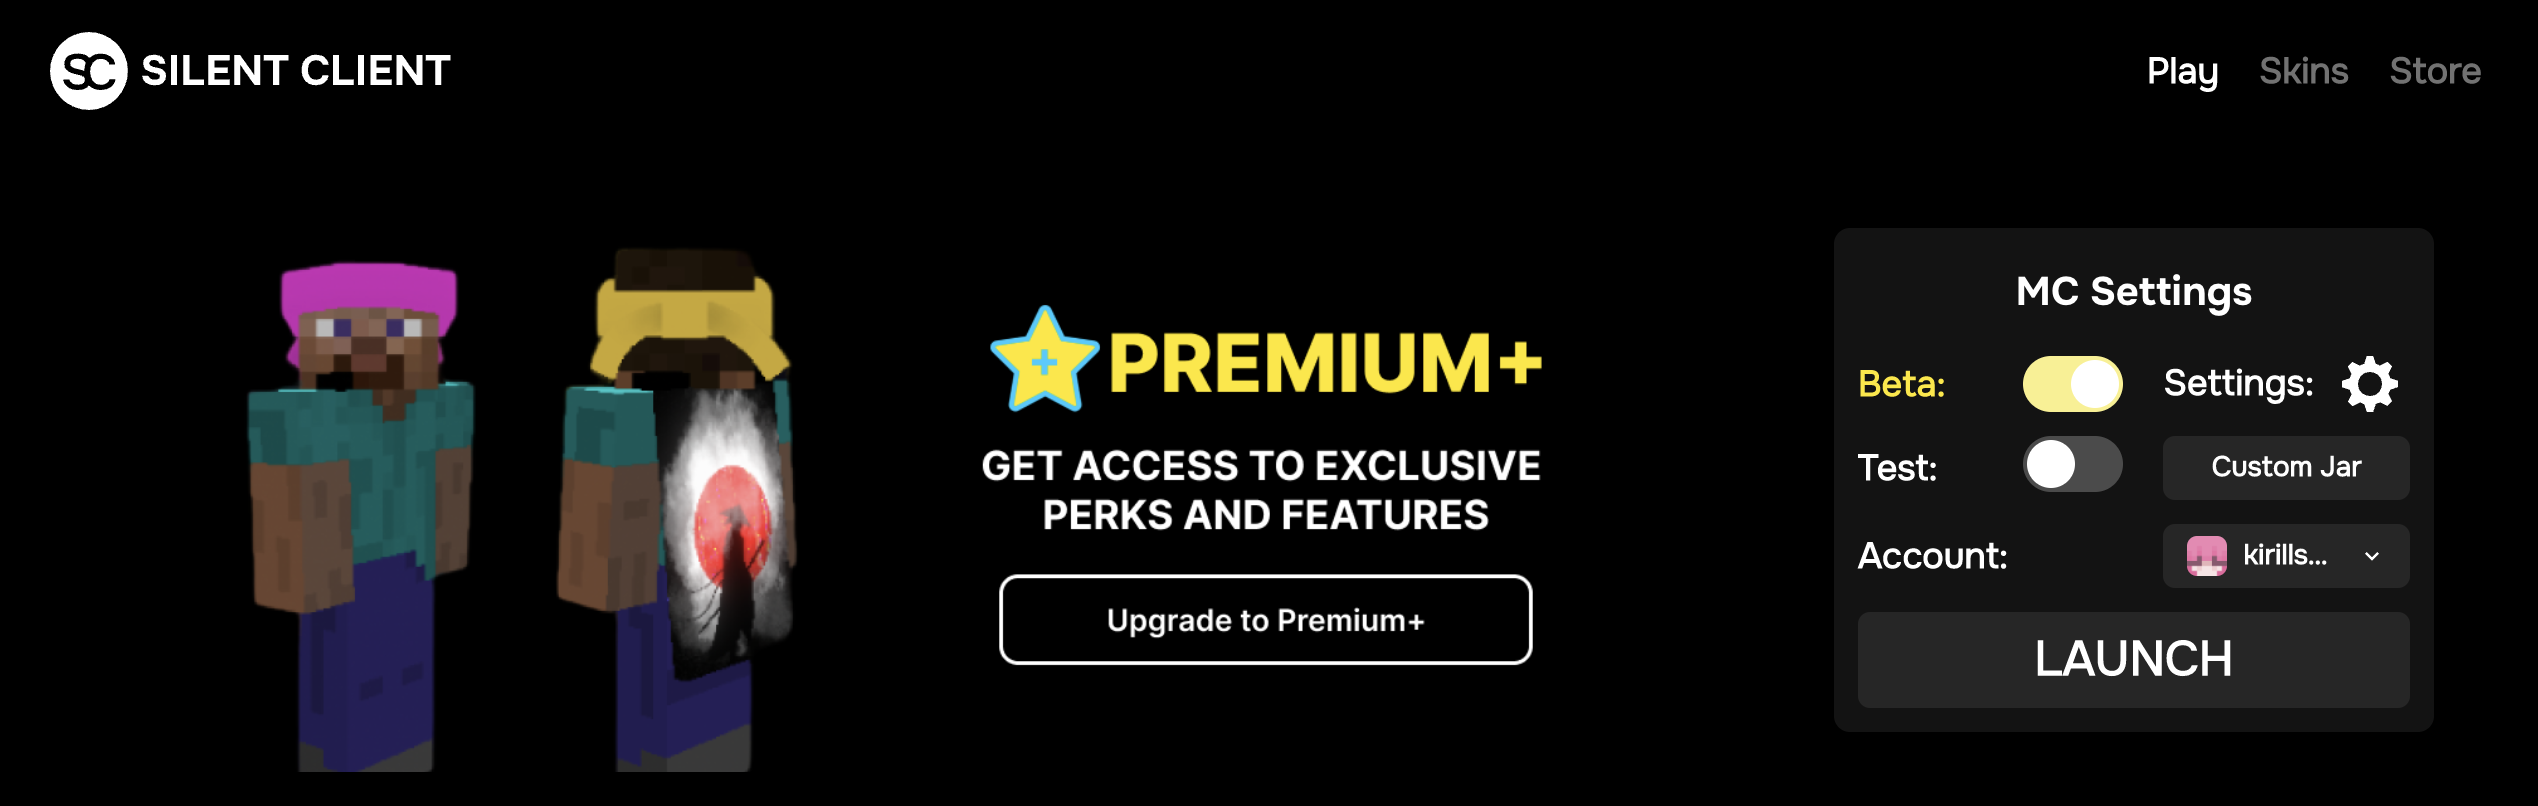 SC SILENT CLIENT
Play Skins Store
PREMIUM+
GET ACCESS TO EXCLUSIVE
PERKS AND FEATURES
Upgrade to Premium+
MC Settings
Beta: Settings:
Test: Custom Jar
Account: kirills...
LAUNCH